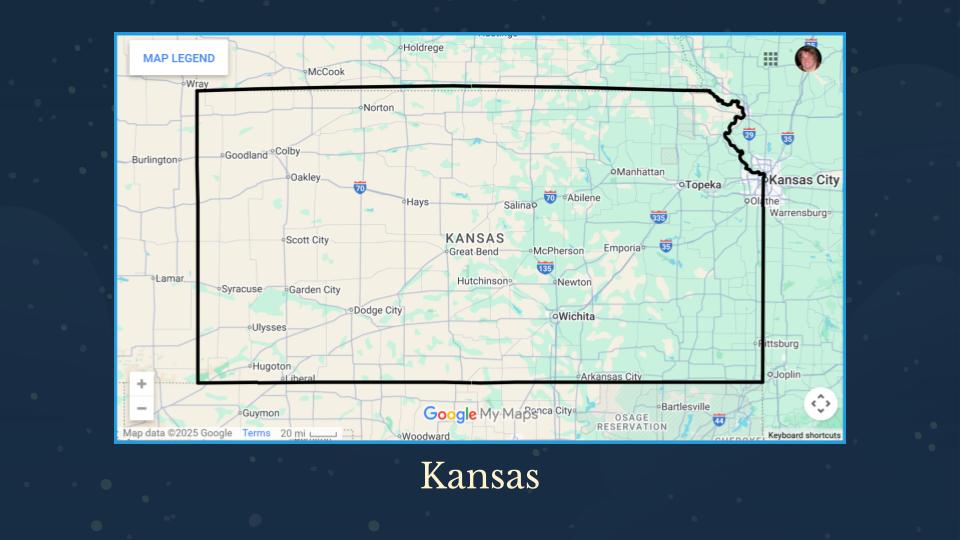 Holdrege
MAP LEGEND
McCook
Wray
Norton
29
35
Burlington
Goodland
Colby
Oakley
70
Manhattan
Topeka
Kansas City
Hays
Salina
70
Abilene
Olathe
Warrensburg
335
Scott City
KANSAS
Great Bend
McPherson
Emporia
35
135
Lamar
Syracuse
Garden City
Hutchinson
Newton
Dodge City
Wichita
Ulysses
Pittsburg
Hugoton
Liberal
Arkansas City
Joplin
+
−
Guymon
Google My Maps
Ponca City
Bartlesville
OSAGE
RESERVATION
44
Map data ©2025 Google
Terms
20 mi
Woodward
Keyboard shortcuts
Kansas